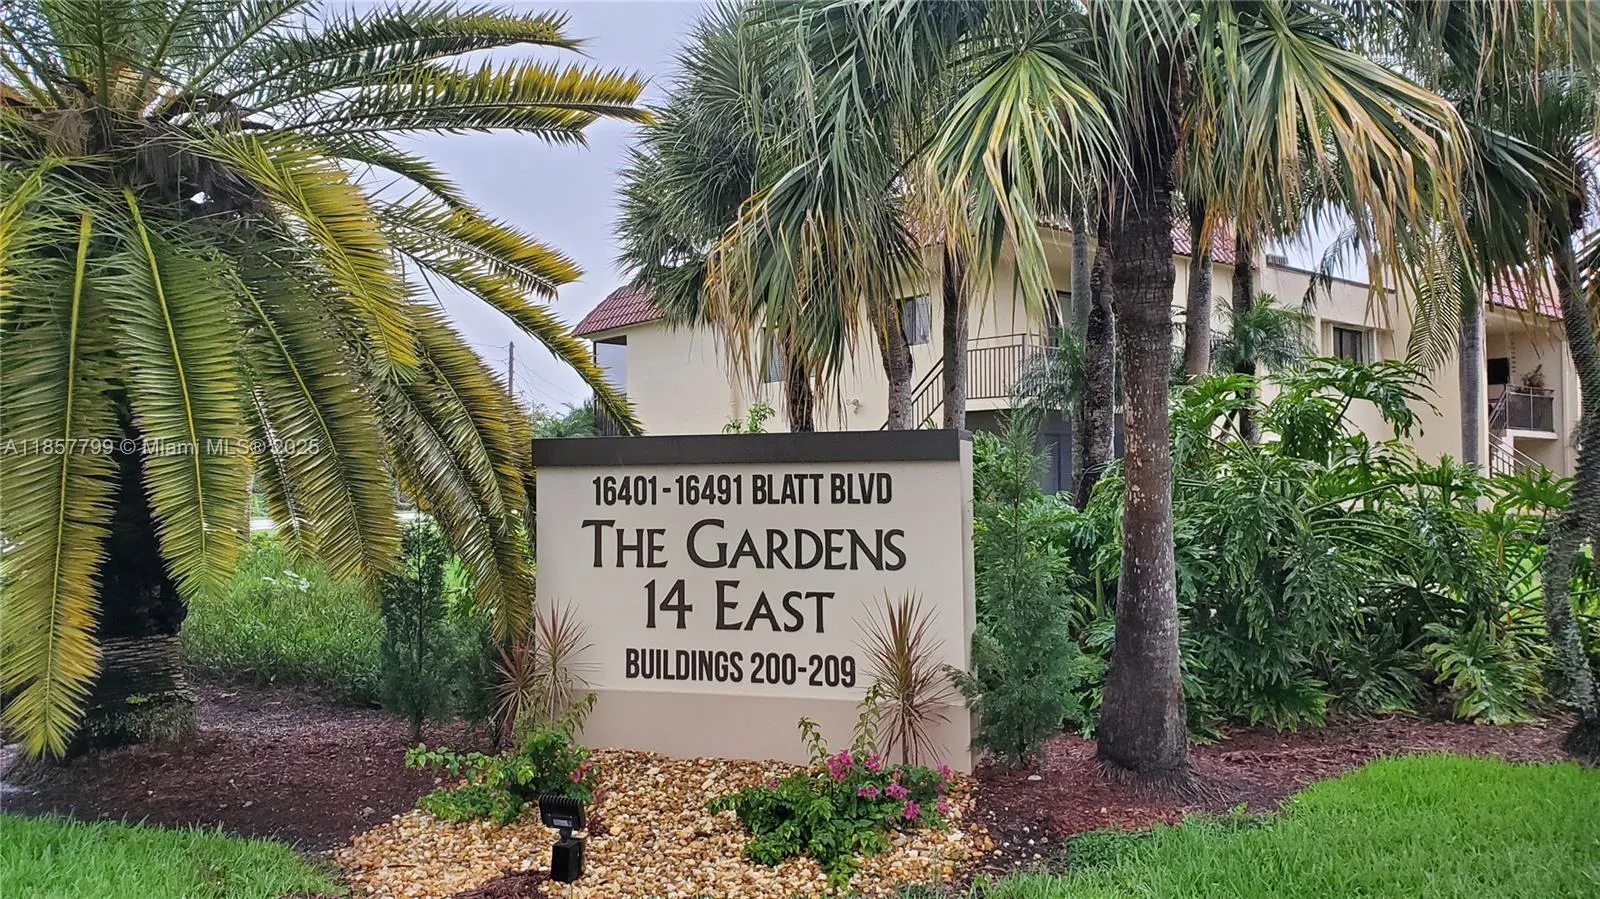 16401-16491 BLATT BLVD
THE GARDENS
14 EAST
BUILDINGS 200-209
A11857799 © Miami MLS® 2025